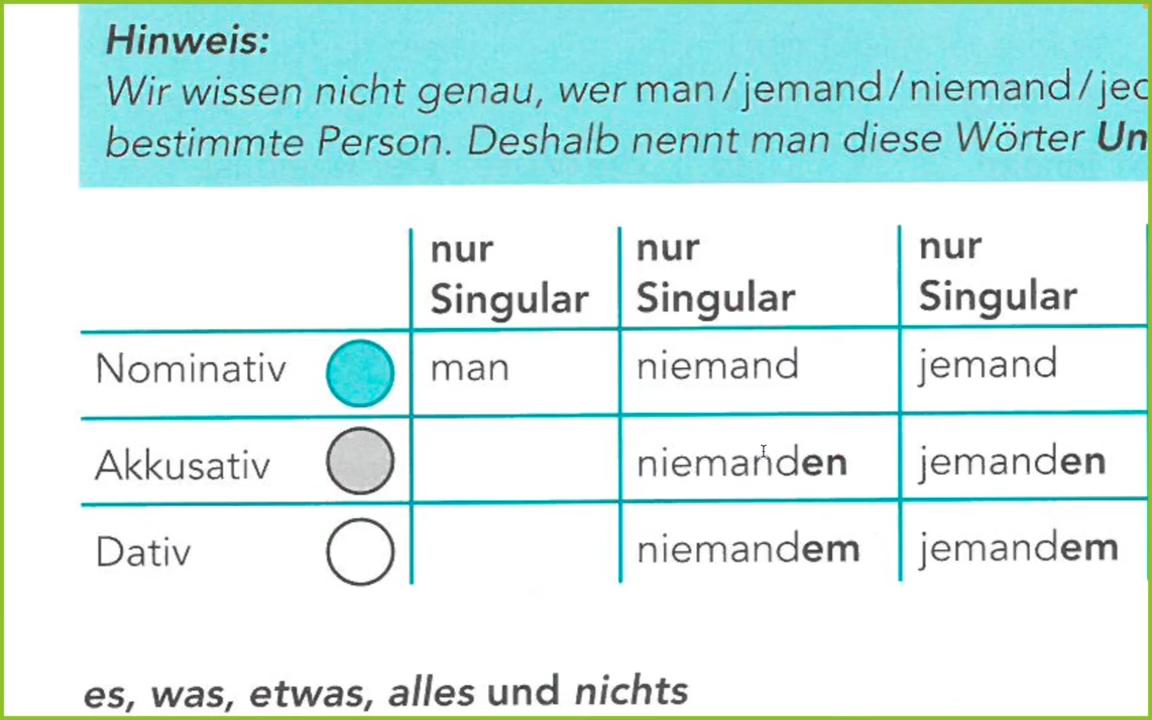 Hinweis:
Wir wissen nicht genau, wer man/jemand/niemand/jed
bestimmte Person. Deshalb nennt man diese Wörter Un
nur nur nur
Singular Singular Singular
Nominativ man niemand jemand
Akkusativ niemanden jemanden
Dativ niemandem jemandem
es, was, etwas, alles und nichts